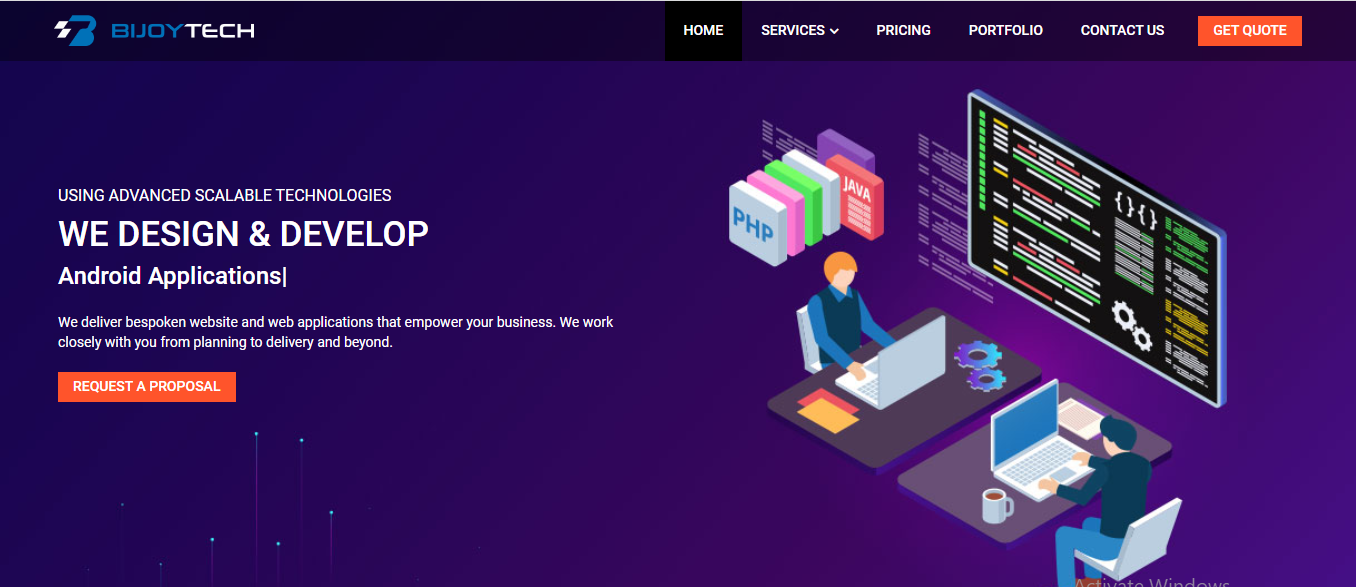 BIJOYTECH
HOME
SERVICES
PRICING
PORTFOLIO
CONTACT US
GET QUOTE
USING ADVANCED SCALABLE TECHNOLOGIES
WE DESIGN & DEVELOP
Android Applications|
We deliver bespoken website and web applications that empower your business. We work
closely with you from planning to delivery and beyond.
REQUEST A PROPOSAL
PHP
JAVA
{} {}
Activate Windows